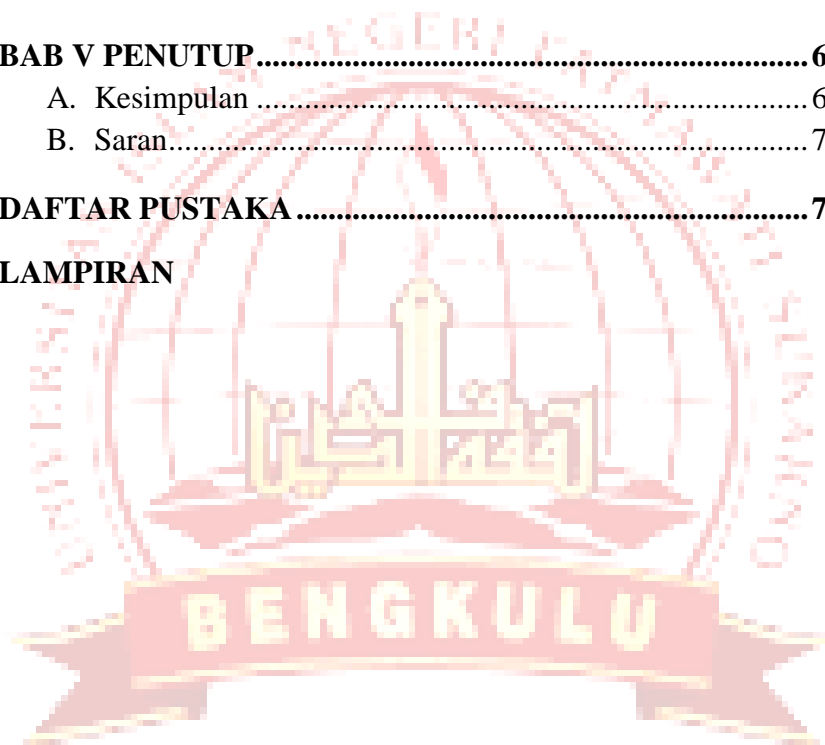 BAB V PENUTUP.......................................................................6
A. Kesimpulan.......................................................................6
B. Saran.......................................................................7
DAFTAR PUSTAKA.......................................................................7
LAMPIRAN
BENGKULU